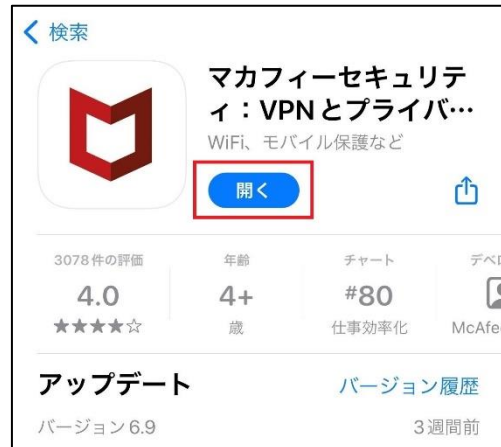 検索
マカフィーセキュリテ
ィ：VPNとプライバ…
WiFi、モバイル保護など
開く
3078件の評価 年齢 チャート デベロ
4.0 4+ #80
★★★★☆ 歳 仕事効率化 McAfe
アップデート バージョン履歴
バージョン 6.9 3週間前